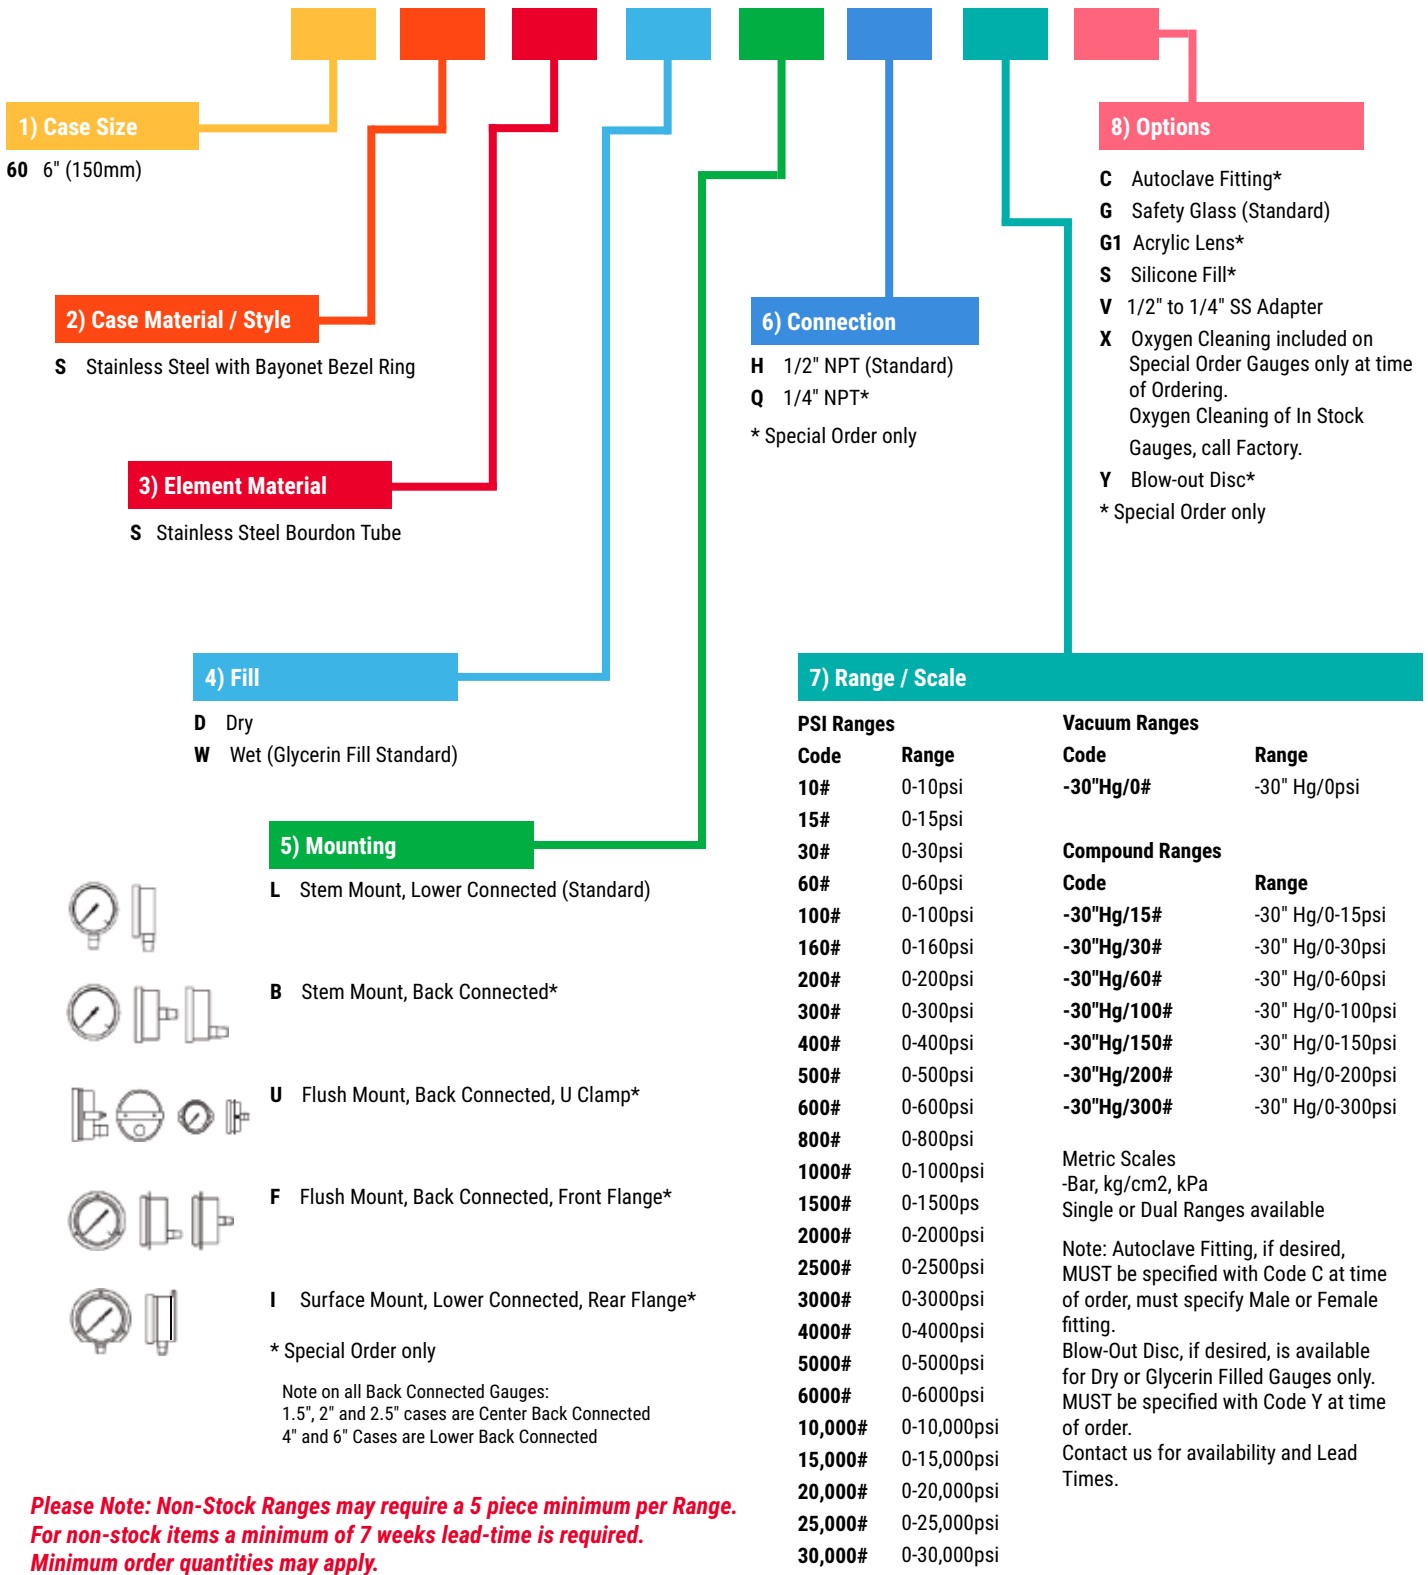 1) Case Size
60 6" (150mm)
2) Case Material / Style
S Stainless Steel with Bayonet Bezel Ring
3) Element Material
S Stainless Steel Bourdon Tube
4) Fill
D Dry
W Wet (Glycerin Fill Standard)
5) Mounting
L Stem Mount, Lower Connected (Standard)
B Stem Mount, Back Connected*
U Flush Mount, Back Connected, U Clamp*
F Flush Mount, Back Connected, Front Flange*
I Surface Mount, Lower Connected, Rear Flange*
* Special Order only
Note on all Back Connected Gauges:
1.5", 2" and 2.5" cases are Center Back Connected
4" and 6" Cases are Lower Back Connected
6) Connection
H 1/2" NPT (Standard)
Q 1/4" NPT*
* Special Order only
7) Range / Scale
PSI Ranges
Code Range
10# 0-10psi
15# 0-15psi
30# 0-30psi
60# 0-60psi
100# 0-100psi
160# 0-160psi
200# 0-200psi
300# 0-300psi
400# 0-400psi
500# 0-500psi
600# 0-600psi
800# 0-800psi
1000# 0-1000psi
1500# 0-1500ps
2000# 0-2000psi
2500# 0-2500psi
3000# 0-3000psi
4000# 0-4000psi
5000# 0-5000psi
6000# 0-6000psi
10,000# 0-10,000psi
15,000# 0-15,000psi
20,000# 0-20,000psi
25,000# 0-25,000psi
30,000# 0-30,000psi
Vacuum Ranges
Code Range
-30"Hg/0# -30" Hg/0psi
Compound Ranges
Code Range
-30"Hg/15# -30" Hg/0-15psi
-30"Hg/30# -30" Hg/0-30psi
-30"Hg/60# -30" Hg/0-60psi
-30"Hg/100# -30" Hg/0-100psi
-30"Hg/150# -30" Hg/0-150psi
-30"Hg/200# -30" Hg/0-200psi
-30"Hg/300# -30" Hg/0-300psi
Metric Scales
-Bar, kg/cm2, kPa
Single or Dual Ranges available
Note: Autoclave Fitting, if desired,
MUST be specified with Code C at time
of order, must specify Male or Female
fitting.
Blow-Out Disc, if desired, is available
for Dry or Glycerin Filled Gauges only.
MUST be specified with Code Y at time
of order.
Contact us for availability and Lead
Times.
8) Options
C Autoclave Fitting*
G Safety Glass (Standard)
G1 Acrylic Lens*
S Silicone Fill*
V 1/2" to 1/4" SS Adapter
X Oxygen Cleaning included on
Special Order Gauges only at time
of Ordering.
Oxygen Cleaning of In Stock
Gauges, call Factory.
Y Blow-out Disc*
* Special Order only
Please Note: Non-Stock Ranges may require a 5 piece minimum per Range.
For non-stock items a minimum of 7 weeks lead-time is required.
Minimum order quantities may apply.